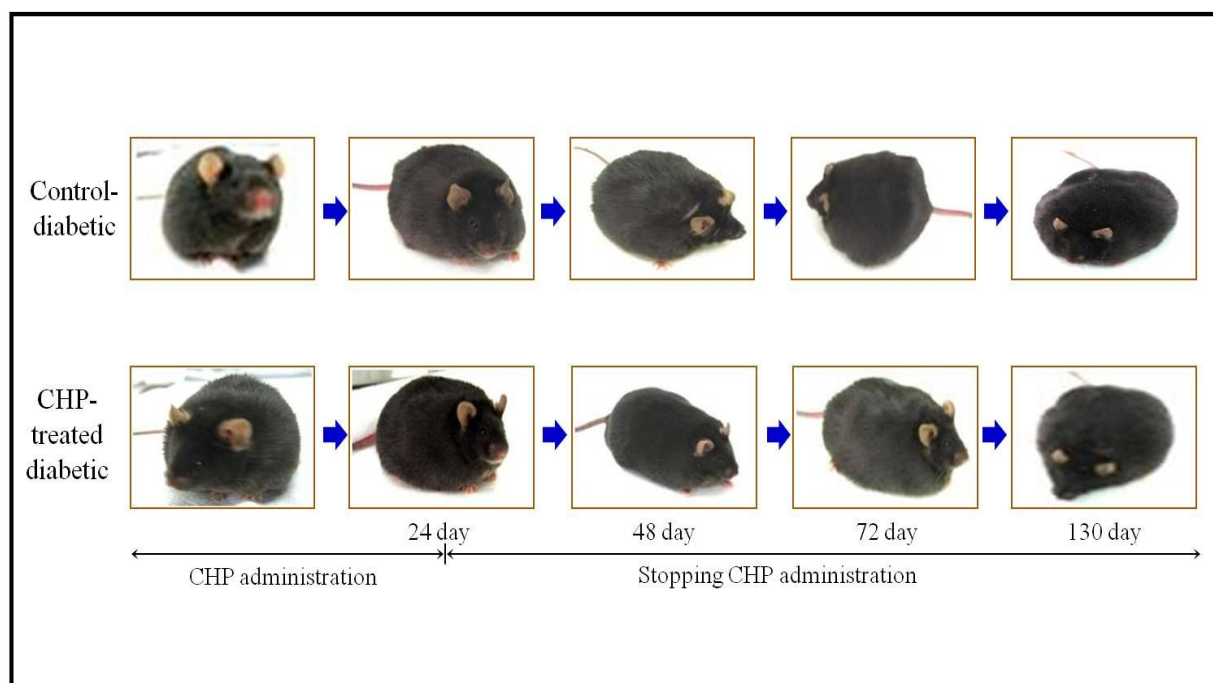 Control-
diabetic
CHP-
treated
diabetic
24 day
48 day
72 day
130 day
CHP administration
Stopping CHP administration